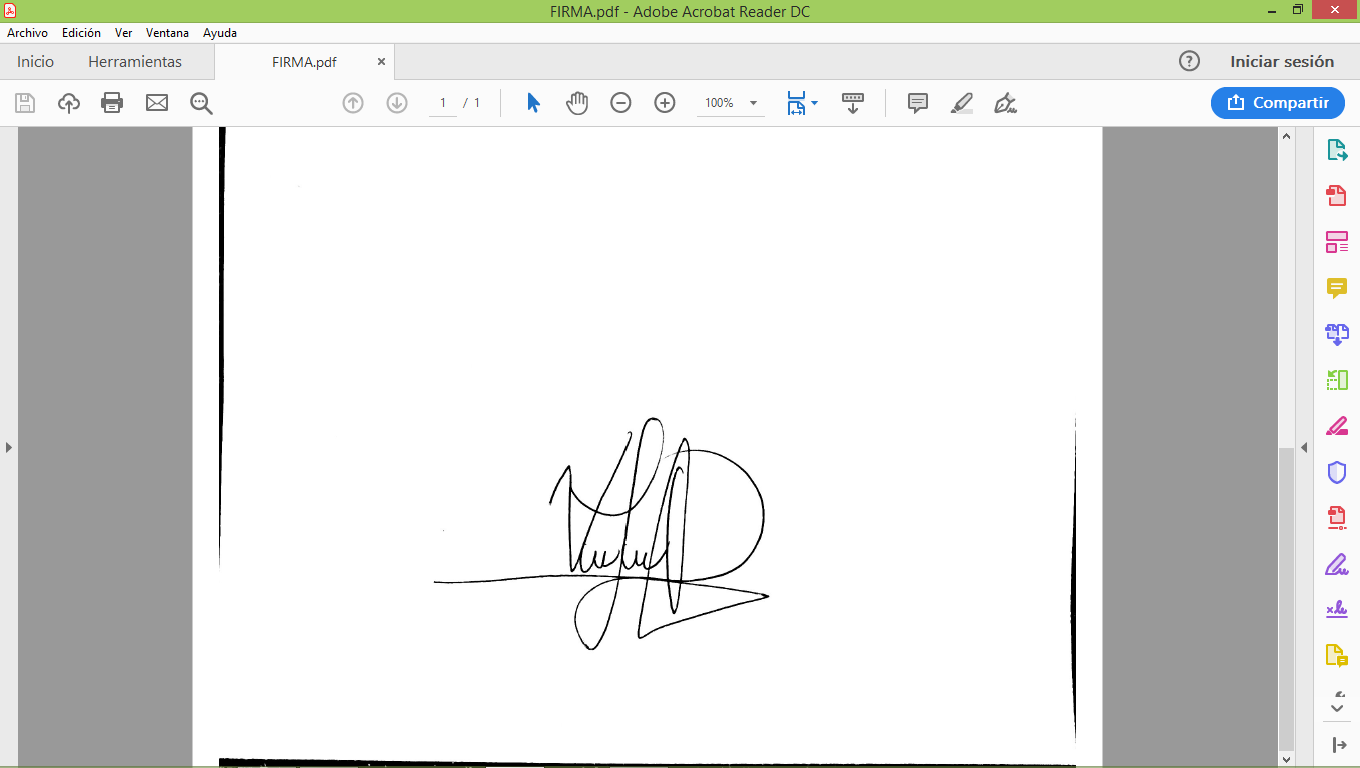 FIRMA.pdf - Adobe Acrobat Reader DC
Archivo Edición Ver Ventana Ayuda
Inicio Herramientas FIRMA.pdf × ? Iniciar sesión
1 / 1 100% Compartir